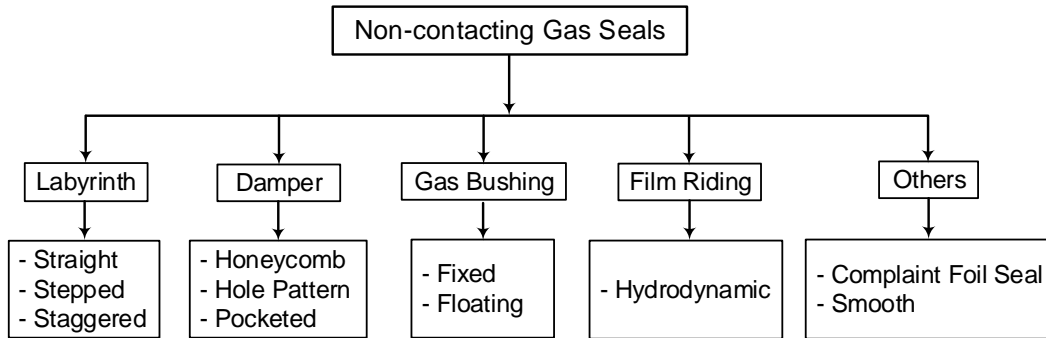 Non-contacting Gas Seals
Labyrinth
Damper
Gas Bushing
Film Riding
Others
- Straight
- Stepped
- Staggered
- Honeycomb
- Hole Pattern
- Pocketed
- Fixed
- Floating
- Hydrodynamic
- Complaint Foil Seal
- Smooth